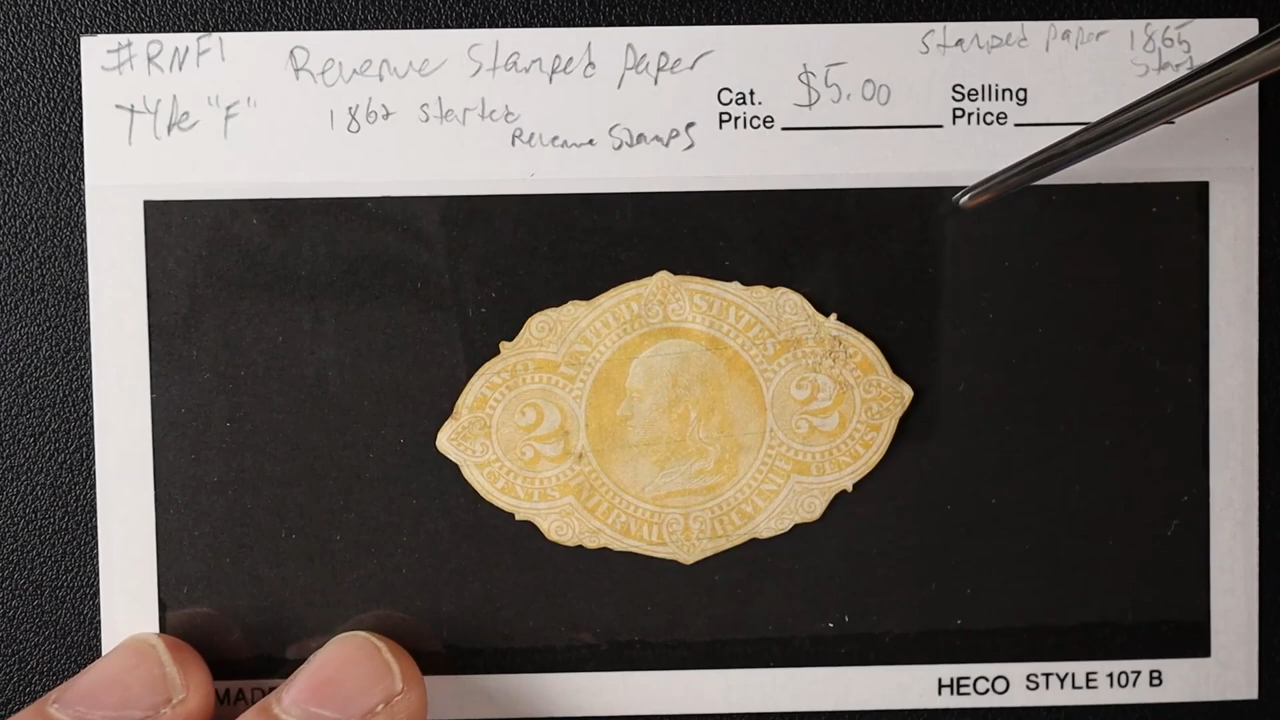 #RNF1
TYPe "F"
Revenue Stamped Paper
1862 started
Revenue Stamps
Stamped Paper 1865
Start
Cat.
Price
$5.00
Selling
Price
UNITED STATES
TWO
2
2
CENTS
CENTS
INTERNAL REVENUE
MADE
HECO STYLE 107 B